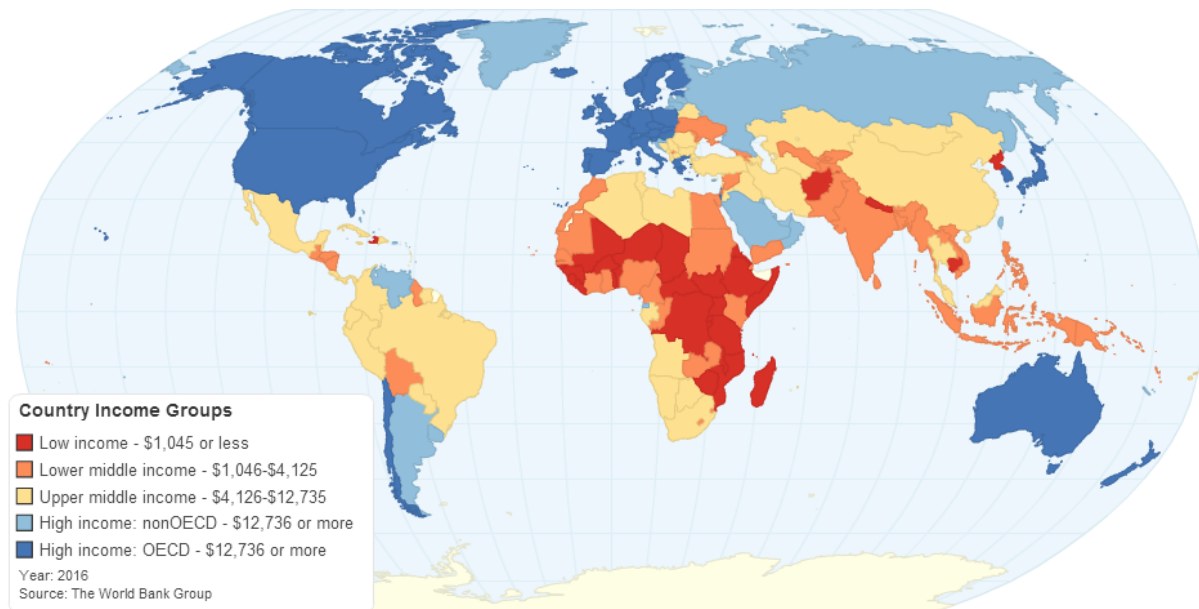 Country Income Groups
Low income - $1,045 or less
Lower middle income - $1,046-$4,125
Upper middle income - $4,126-$12,735
High income: nonOECD - $12,736 or more
High income: OECD - $12,736 or more
Year: 2016
Source: The World Bank Group